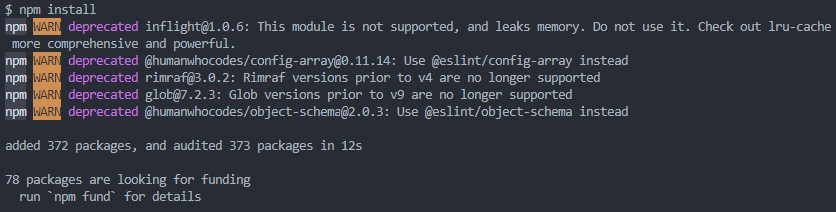 $ npm install
npm WARN deprecated inflight@1.0.6: This module is not supported, and leaks memory. Do not use it. Check out lru-cache
more comprehensive and powerful.
npm WARN deprecated @humanwhocodes/config-array@0.11.14: Use @eslint/config-array instead
npm WARN deprecated rimraf@3.0.2: Rimraf versions prior to v4 are no longer supported
npm WARN deprecated glob@7.2.3: Glob versions prior to v9 are no longer supported
npm WARN deprecated @humanwhocodes/object-schema@2.0.3: Use @eslint/object-schema instead
added 372 packages, and audited 373 packages in 12s
78 packages are looking for funding
run `npm fund` for details